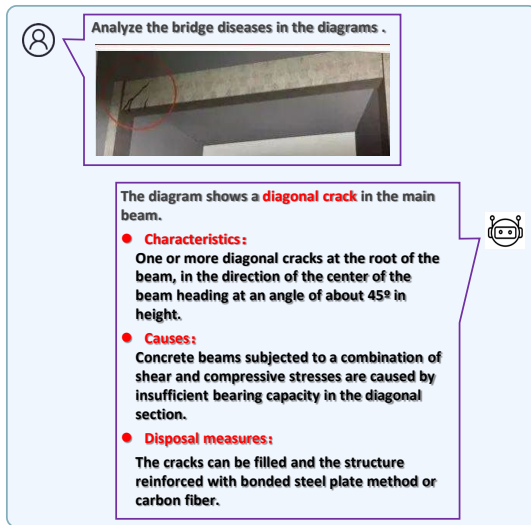 Analyze the bridge diseases in the diagrams .
The diagram shows a diagonal crack in the main
beam.
● Characteristics：
One or more diagonal cracks at the root of the
beam, in the direction of the center of the
beam heading at an angle of about 45º in
height.
● Causes：
Concrete beams subjected to a combination of
shear and compressive stresses are caused by
insufficient bearing capacity in the diagonal
section.
● Disposal measures：
The cracks can be filled and the structure
reinforced with bonded steel plate method or
carbon fiber.